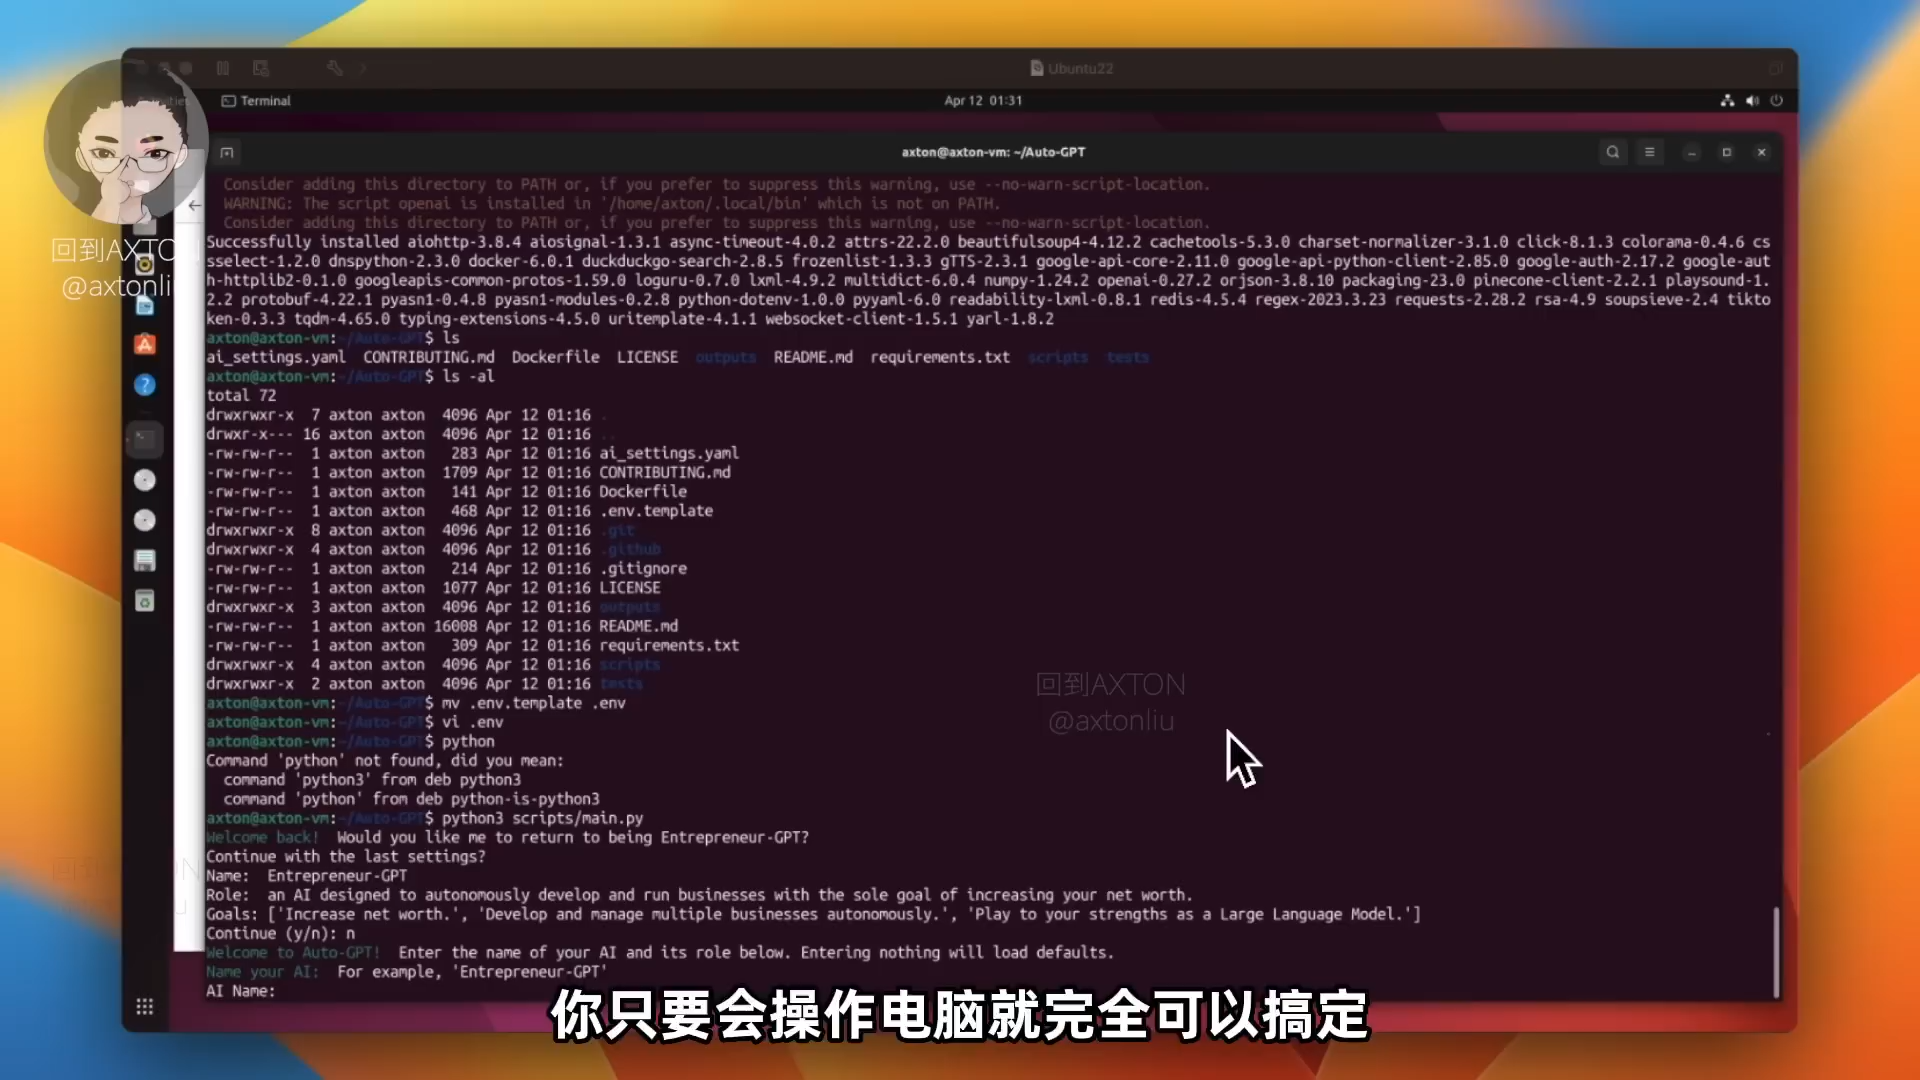 Ubuntu22
Terminal
Apr 12 01:31
axton@axton-vm: ~/Auto-GPT
回到AXTON
@axtonliu
Consider adding this directory to PATH or, if you prefer to suppress this warning, use --no-warn-script-location.
WARNING: The script openai is installed in '/home/axton/.local/bin' which is not on PATH.
Consider adding this directory to PATH or, if you prefer to suppress this warning, use --no-warn-script-location.
Successfully installed aiohttp-3.8.4 aiosignal-1.3.1 async-timeout-4.0.2 attrs-22.2.0 beautifulsoup4-4.12.2 cachetools-5.3.0 charset-normalizer-3.1.0 click-8.1.3 colorama-0.4.6 cs
sselect-1.2.0 dnspython-2.3.0 docker-6.0.1 duckduckgo-search-2.8.5 frozenlist-1.3.3 gTTS-2.3.1 google-api-core-2.11.0 google-api-python-client-2.85.0 google-auth-2.17.2 google-aut
h-httplib2-0.1.0 googleapis-common-protos-1.59.0 loguru-0.7.0 lxml-4.9.2 multidict-6.0.4 numpy-1.24.2 openai-0.27.2 orjson-3.8.10 packaging-23.0 pinecone-client-2.2.1 playsound-1.
2.2 protobuf-4.22.1 pyasn1-0.4.8 pyasn1-modules-0.2.8 python-dotenv-1.0.0 pyyaml-6.0 readability-lxml-0.8.1 redis-4.5.4 regex-2023.3.23 requests-2.28.2 rsa-4.9 soupsieve-2.4 tikto
ken-0.3.3 tqdm-4.65.0 typing-extensions-4.5.0 uritemplate-4.1.1 websocket-client-1.5.1 yarl-1.8.2
axton@axton-vm:~/Auto-GPT$ ls
ai_settings.yaml CONTRIBUTING.md Dockerfile LICENSE outputs README.md requirements.txt scripts tests
axton@axton-vm:~/Auto-GPT$ ls -al
total 72
drwxrwxr-x 7 axton axton 4096 Apr 12 01:16 .
drwxr-x--- 16 axton axton 4096 Apr 12 01:16 ..
-rw-rw-r-- 1 axton axton 283 Apr 12 01:16 ai_settings.yaml
-rw-rw-r-- 1 axton axton 1709 Apr 12 01:16 CONTRIBUTING.md
-rw-rw-r-- 1 axton axton 141 Apr 12 01:16 Dockerfile
-rw-rw-r-- 1 axton axton 468 Apr 12 01:16 .env.template
drwxrwxr-x 8 axton axton 4096 Apr 12 01:16 .git
drwxrwxr-x 4 axton axton 4096 Apr 12 01:16 .github
-rw-rw-r-- 1 axton axton 214 Apr 12 01:16 .gitignore
-rw-rw-r-- 1 axton axton 1077 Apr 12 01:16 LICENSE
drwxrwxr-x 3 axton axton 4096 Apr 12 01:16 outputs
-rw-rw-r-- 1 axton axton 16008 Apr 12 01:16 README.md
-rw-rw-r-- 1 axton axton 309 Apr 12 01:16 requirements.txt
drwxrwxr-x 4 axton axton 4096 Apr 12 01:16 scripts
drwxrwxr-x 2 axton axton 4096 Apr 12 01:16 tests
axton@axton-vm:~/Auto-GPT$ mv .env.template .env
axton@axton-vm:~/Auto-GPT$ vi .env
axton@axton-vm:~/Auto-GPT$ python
Command 'python' not found, did you mean:
command 'python3' from deb python3
command 'python' from deb python-is-python3
axton@axton-vm:~/Auto-GPT$ python3 scripts/main.py
Welcome back! Would you like me to return to being Entrepreneur-GPT?
Continue with the last settings?
Name: Entrepreneur-GPT
Role: an AI designed to autonomously develop and run businesses with the sole goal of increasing your net worth.
Goals: ['Increase net worth.', 'Develop and manage multiple businesses autonomously.', 'Play to your strengths as a Large Language Model.']
Continue (y/n): n
Welcome to Auto-GPT! Enter the name of your AI and its role below. Entering nothing will load defaults.
Name your AI: For example, 'Entrepreneur-GPT'
AI Name:
回到AXTON
@axtonliu
你只要会操作电脑就完全可以搞定